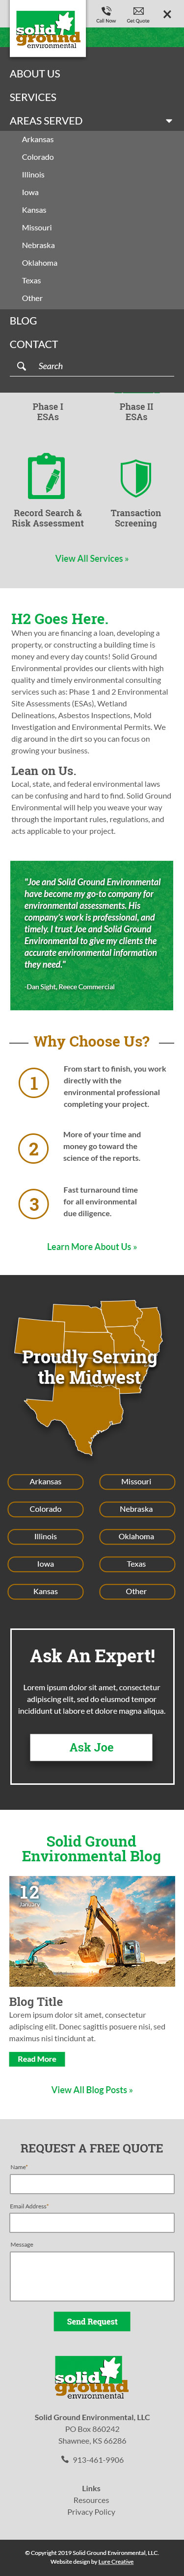 solid
ground
environmental
Call Now
Get Quote
ABOUT US
SERVICES
AREAS SERVED
Arkansas
Colorado
Illinois
Iowa
Kansas
Missouri
Nebraska
Oklahoma
Texas
Other
BLOG
CONTACT
Search
Phase I
ESAs
Phase II
ESAs
Record Search &
Risk Assessment
Transaction
Screening
View All Services »
H2 Goes Here.
When you are financing a loan, developing a
property, or constructing a building time is
money and every day counts! Solid Ground
Environmental provides our clients with high
quality and timely environmental consulting
services such as: Phase 1 and 2 Environmental
Site Assessments (ESAs), Wetland
Delineations, Asbestos Inspections, Mold
Investigation and Environmental Permits. We
dig around in the dirt so you can focus on
growing your business.
Lean on Us.
Local, state, and federal environmental laws
can be confusing and hard to find. Solid Ground
Environmental will help you weave your way
through the important rules, regulations, and
acts applicable to your project.
"Joe and Solid Ground Environmental
have become my go-to company for
environmental assessments. His
company's work is professional, and
timely. I trust Joe and Solid Ground
Environmental to give my clients the
accurate environmental information
they need."
-Dan Sight, Reece Commercial
Why Choose Us?
1
From start to finish, you work
directly with the
environmental professional
completing your project.
2
More of your time and
money go toward the
science of the reports.
3
Fast turnaround time
for all environmental
due diligence.
Learn More About Us »
Proudly Serving
the Midwest
Arkansas
Missouri
Colorado
Nebraska
Illinois
Oklahoma
Iowa
Texas
Kansas
Other
Ask An Expert!
Lorem ipsum dolor sit amet, consectetur
adipiscing elit, sed do eiusmod tempor
incididunt ut labore et dolore magna aliqua.
Ask Joe
Solid Ground
Environmental Blog
12
January
Blog Title
Lorem ipsum dolor sit amet, consectetur
adipiscing elit. Donec sagittis posuere nisi, sed
maximus nisi tincidunt at.
Read More
View All Blog Posts »
REQUEST A FREE QUOTE
Name*
Email Address*
Message
Send Request
solid
ground
environmental
Solid Ground Environmental, LLC
PO Box 860242
Shawnee, KS 66286
913-461-9906
Links
Resources
Privacy Policy
© Copyright 2019 Solid Ground Environmental, LLC.
Website design by Lure Creative